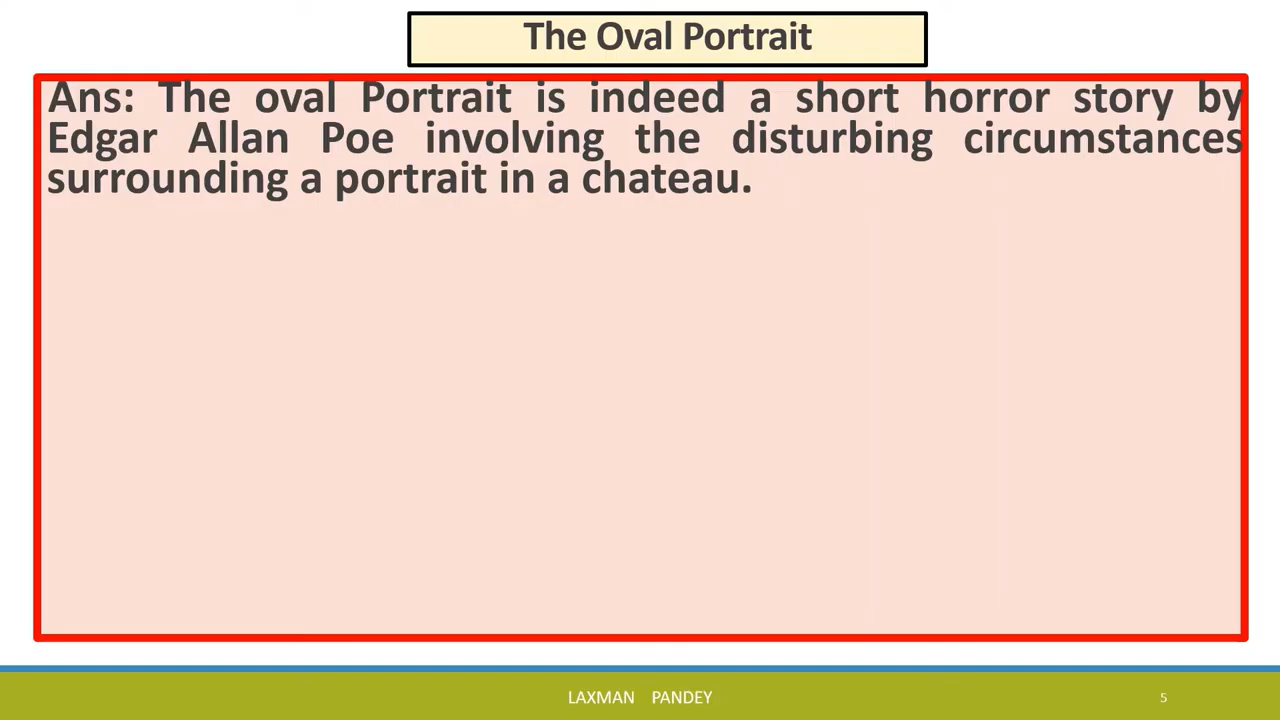 The Oval Portrait
Ans: The oval Portrait is indeed a short horror story by
Edgar Allan Poe involving the disturbing circumstances
surrounding a portrait in a chateau.
LAXMAN PANDEY
5